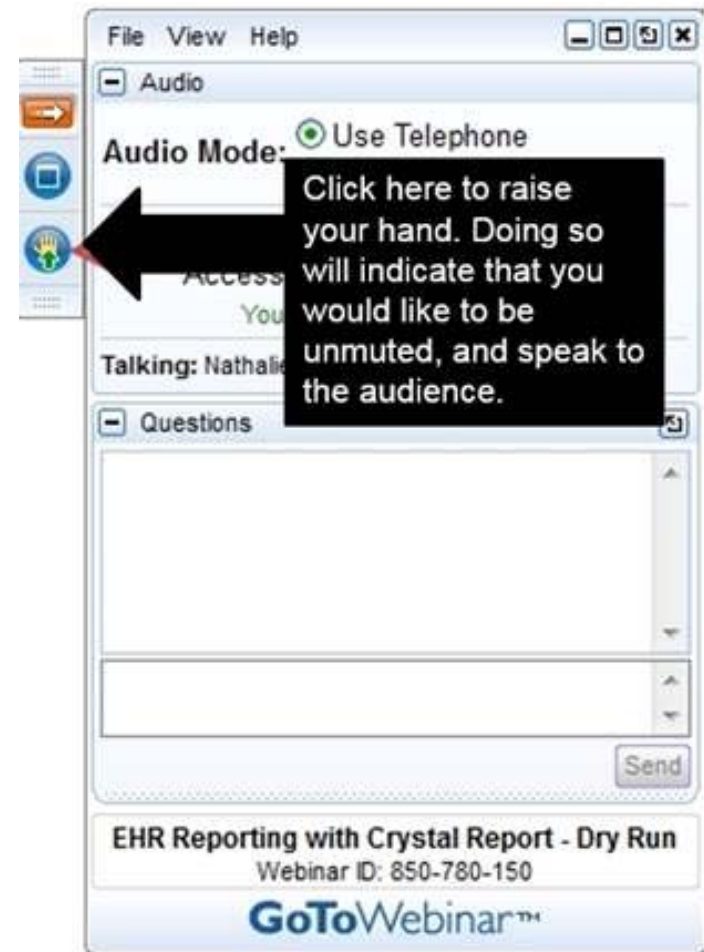 File View Help
Audio
Audio Mode: Use Telephone
Click here to raise
your hand. Doing so
will indicate that you
would like to be
unmuted, and speak to
the audience.
Access
You
Talking: Nathalie
Questions
Send
EHR Reporting with Crystal Report - Dry Run
Webinar ID: 850-780-150
GoToWebinar™